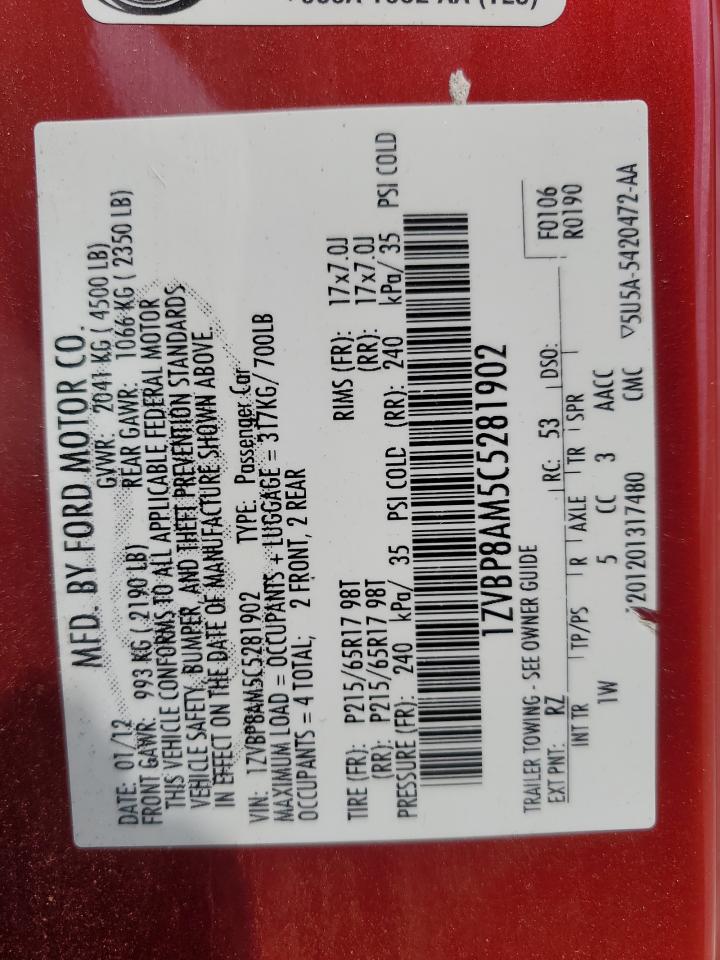 MFD. BY FORD MOTOR CO.
DATE: 01/12 GVWR: 2041 KG ( 4500 LB)
FRONT GAWR: 993 KG ( 2190 LB) REAR GAWR: 1066 KG ( 2350 LB)
THIS VEHICLE CONFORMS TO ALL APPLICABLE FEDERAL MOTOR
VEHICLE SAFETY, BUMPER, AND THEFT PREVENTION STANDARDS
IN EFFECT ON THE DATE OF MANUFACTURE SHOWN ABOVE.
VIN: 1ZVBP8AM5C5281902 TYPE: Passenger Car
MAXIMUM LOAD = OCCUPANTS + LUGGAGE = 317KG/ 700LB
OCCUPANTS = 4 TOTAL; 2 FRONT, 2 REAR
TIRE (FR): P215/65R17 98T RIMS (FR): 17x7.0J
(RR): P215/65R17 98T (RR): 17x7.0J
PRESSURE (FR): 240 kPa/ 35 PSI COLD (RR): 240 kPa/ 35 PSI COLD
1ZVBP8AM5C5281902
TRAILER TOWING - SEE OWNER GUIDE F0106
EXT PNT: RZ RC: 53 DSO: R0190
INT TR TP/PS R AXLE TR SPR
1W 5 CC 3 AACC
201201317480 CMC ▽5U5A-5420472-AA